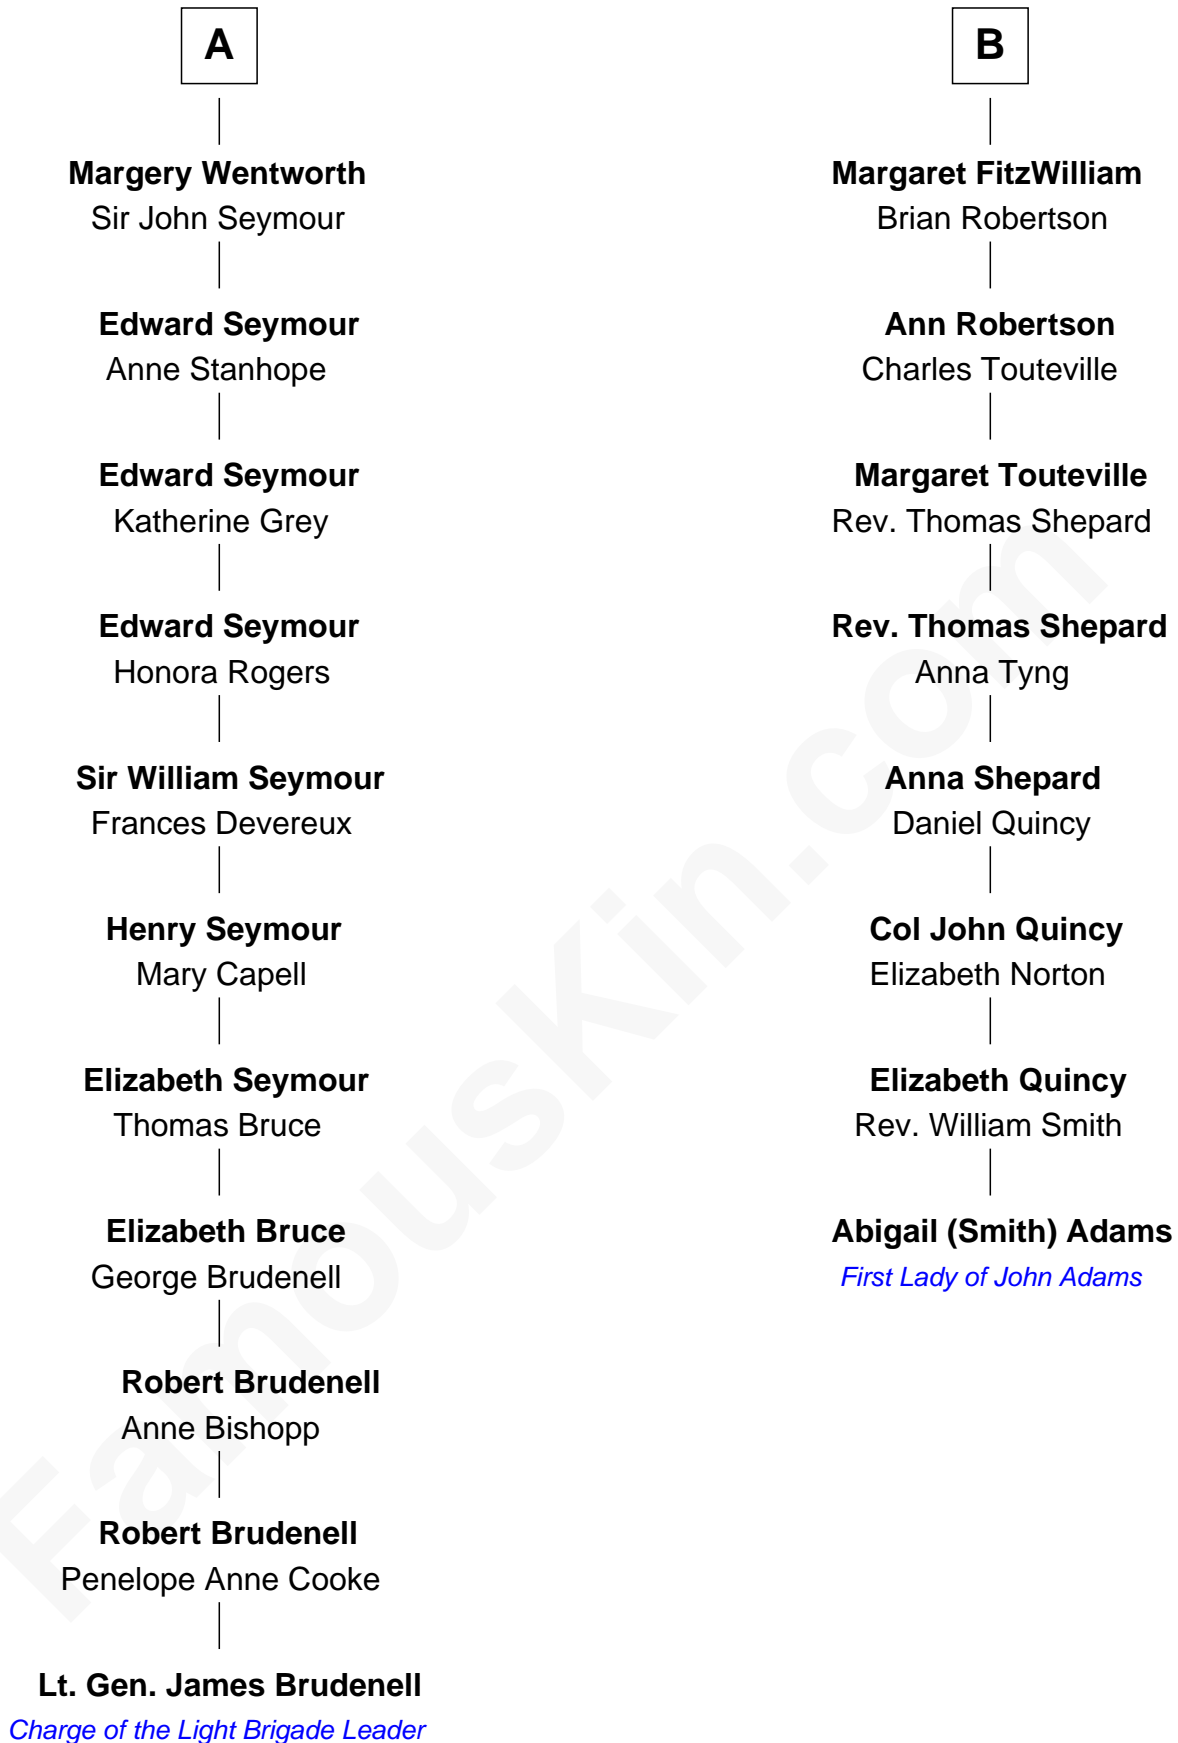 A
Margery Wentworth
Sir John Seymour
Edward Seymour
Anne Stanhope
Edward Seymour
Katherine Grey
Edward Seymour
Honora Rogers
Sir William Seymour
Frances Devereux
Henry Seymour
Mary Capell
Elizabeth Seymour
Thomas Bruce
Elizabeth Bruce
George Brudenell
Robert Brudenell
Anne Bishopp
Robert Brudenell
Penelope Anne Cooke
Lt. Gen. James Brudenell
Charge of the Light Brigade Leader
B
Margaret FitzWilliam
Brian Robertson
Ann Robertson
Charles Touteville
Margaret Touteville
Rev. Thomas Shepard
Rev. Thomas Shepard
Anna Tyng
Anna Shepard
Daniel Quincy
Col John Quincy
Elizabeth Norton
Elizabeth Quincy
Rev. William Smith
Abigail (Smith) Adams
First Lady of John Adams
FamousKin.com